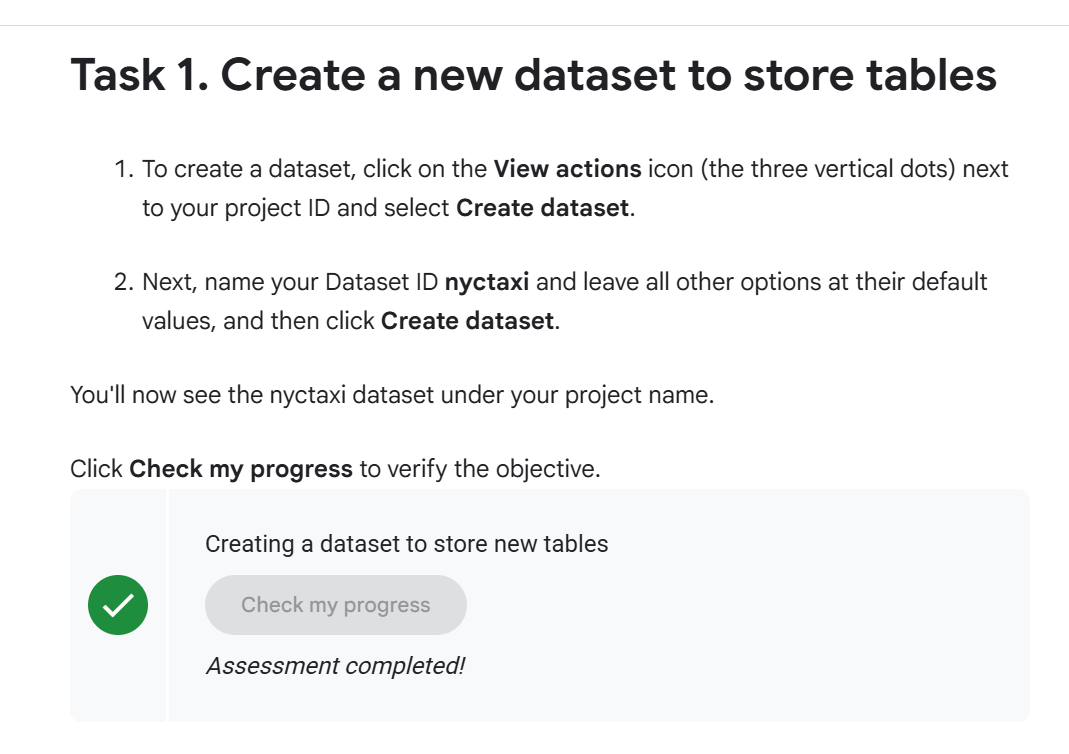 Task 1. Create a new dataset to store tables
1. To create a dataset, click on the View actions icon (the three vertical dots) next
to your project ID and select Create dataset.
2. Next, name your Dataset ID nyctaxi and leave all other options at their default
values, and then click Create dataset.
You'll now see the nyctaxi dataset under your project name.
Click Check my progress to verify the objective.
Creating a dataset to store new tables
Check my progress
Assessment completed!